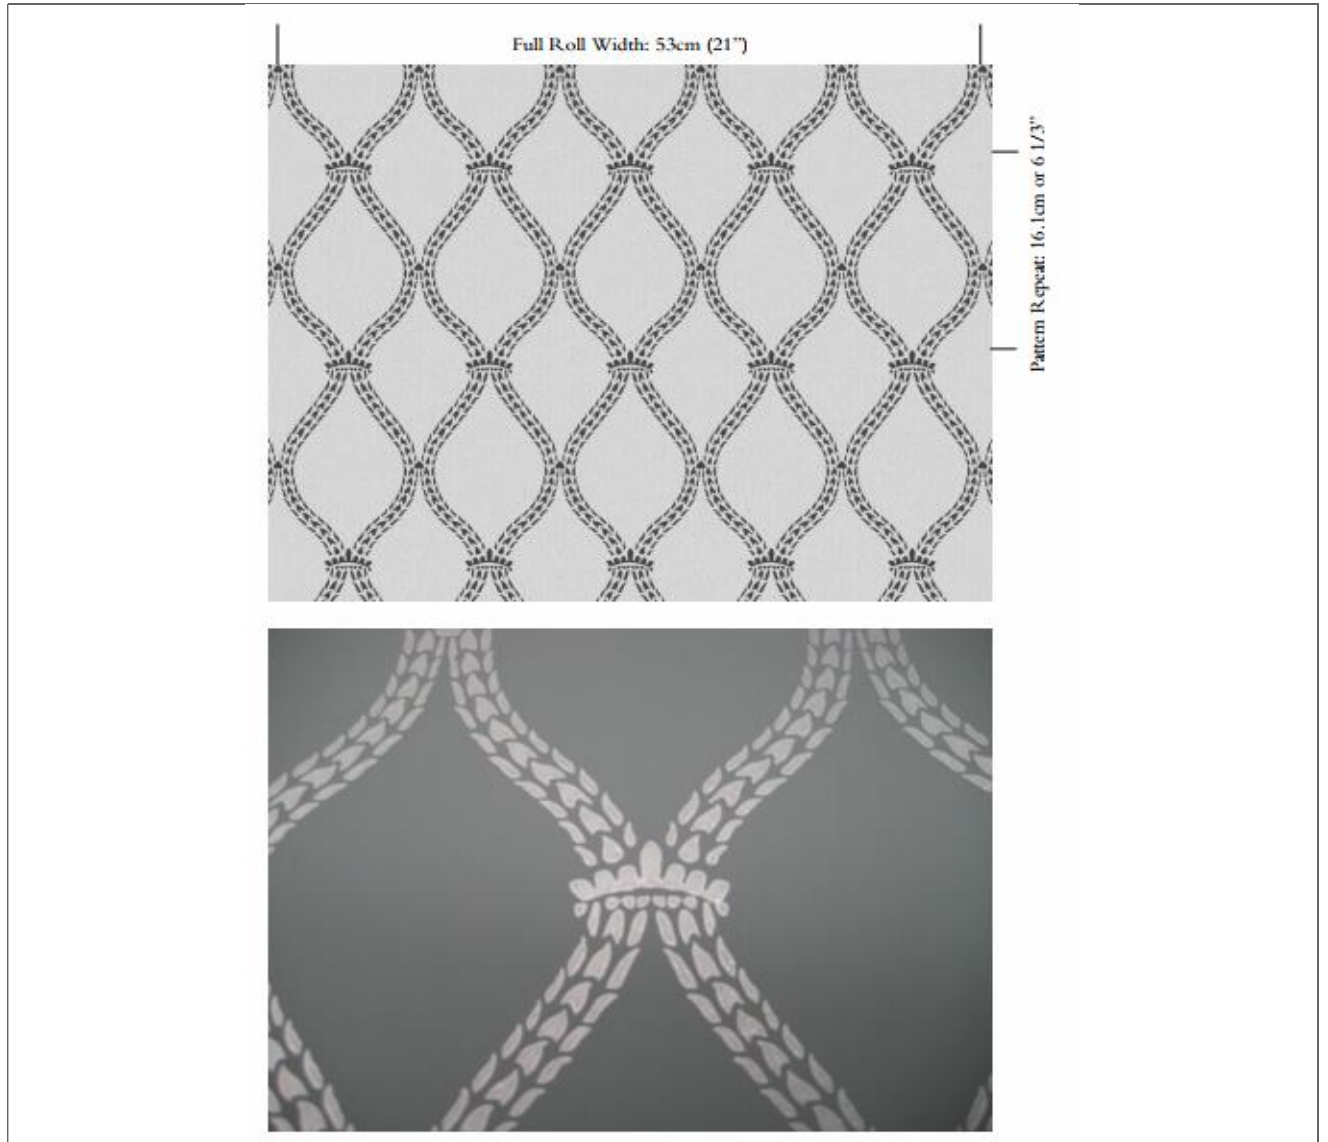 Full Roll Width: 53cm (21”)
Pattern Repeat: 16.1cm or 6 1/3”